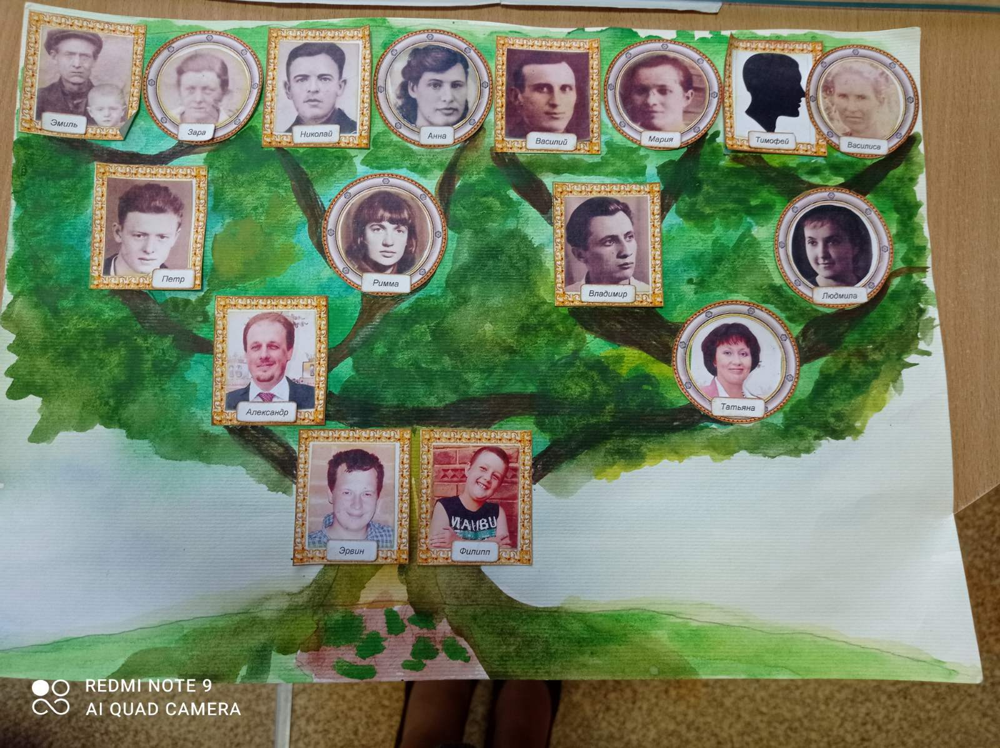 Эмиль
Зара
Николай
Анна
Василий
Мария
Тимофей
Василиса
Петр
Римма
Владимир
Людмила
Александр
Татьяна
Эрвин
MALIBU
Филипп
REDMI NOTE 9
AI QUAD CAMERA